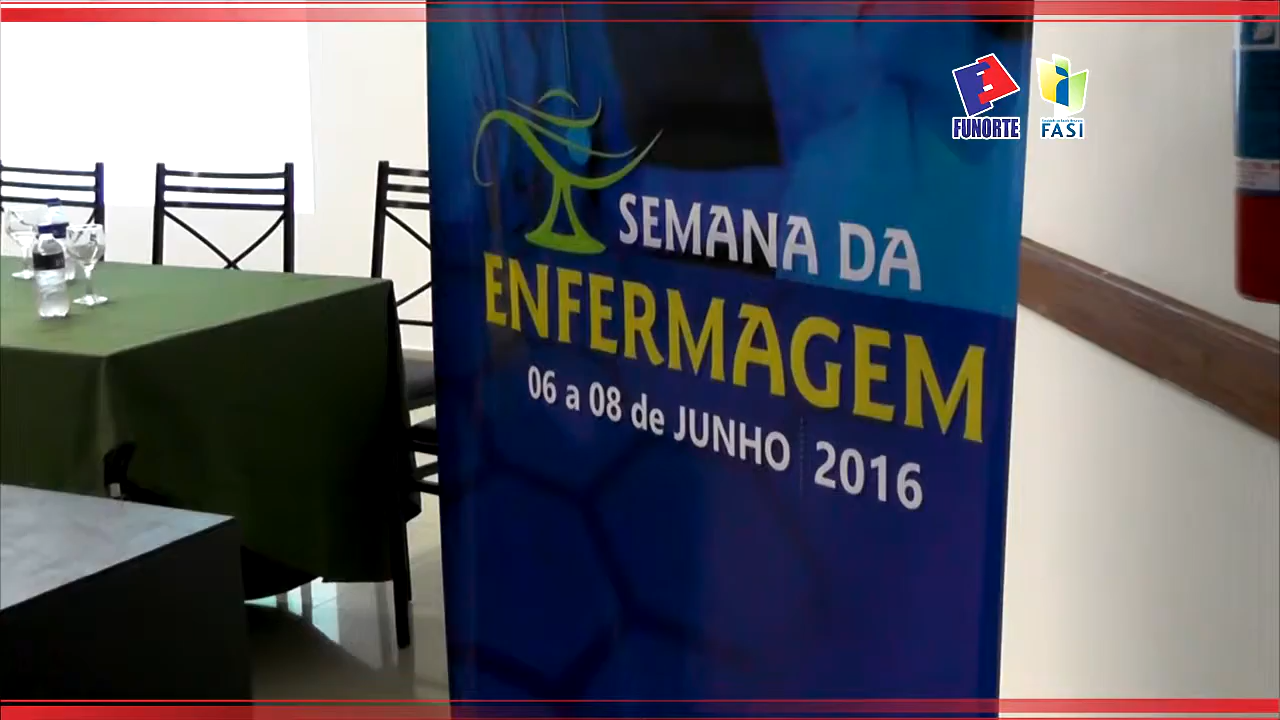 SEMANA DA
ENFERMAGEM
06 a 08 de JUNHO 2016
FUNORTE
FASI